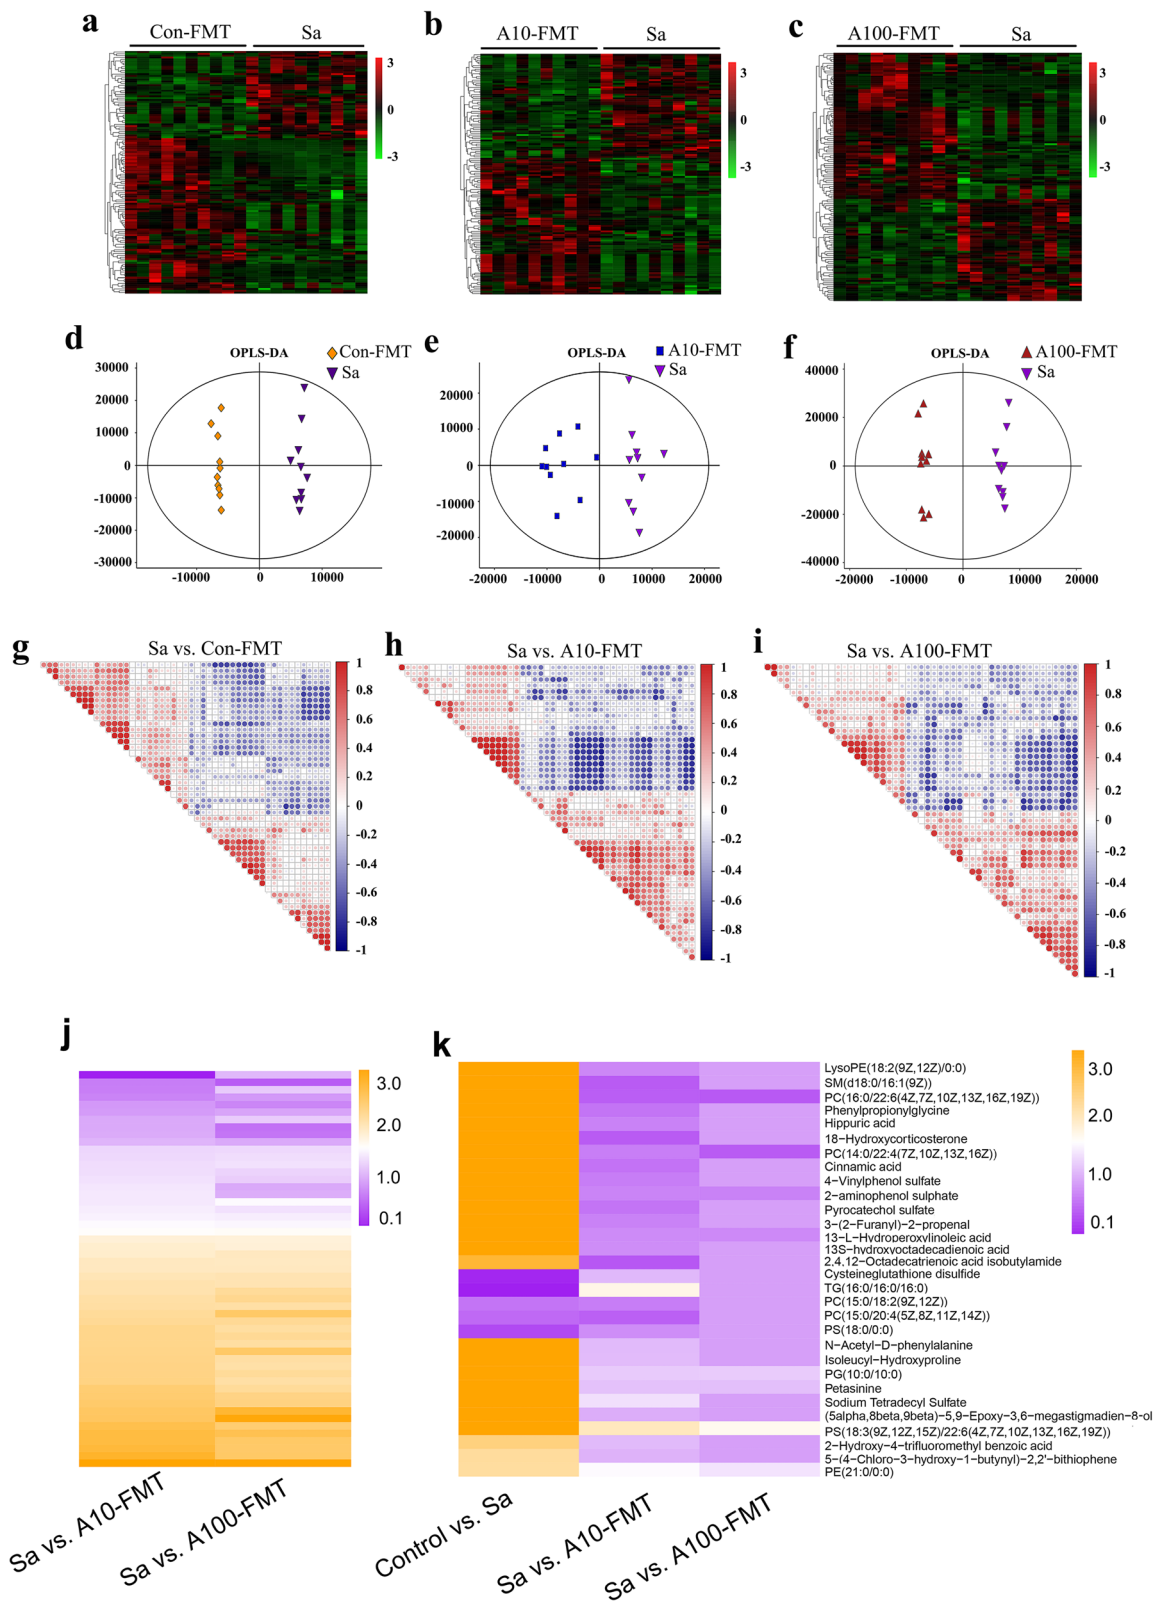 a
Con-FMT
Sa
3
0
-3
b
A10-FMT
Sa
3
0
-3
c
A100-FMT
Sa
3
0
-3
d
OPLS-DA
Con-FMT
Sa
30000
20000
10000
0
-10000
-20000
-30000
-10000
0
10000
e
OPLS-DA
A10-FMT
Sa
20000
10000
0
-10000
-20000
-20000
-10000
0
10000
20000
f
OPLS-DA
A100-FMT
Sa
40000
20000
0
-20000
-40000
-20000
-10000
0
10000
20000
g
Sa vs. Con-FMT
1
0.8
0.6
0.4
0.2
0
-0.2
-0.4
-0.6
-0.8
-1
h
Sa vs. A10-FMT
1
0.8
0.6
0.4
0.2
0
-0.2
-0.4
-0.6
-0.8
-1
i
Sa vs. A100-FMT
1
0.8
0.6
0.4
0.2
0
-0.2
-0.4
-0.6
-0.8
-1
j
3.0
2.0
1.0
0.1
Sa vs. A10-FMT
Sa vs. A100-FMT
k
LysoPE(18:2(9Z,12Z)/0:0)
SM(d18:0/16:1(9Z))
PC(16:0/22:6(4Z,7Z,10Z,13Z,16Z,19Z))
Phenylpropionylglycine
Hippuric acid
18−Hydroxycorticosterone
PC(14:0/22:4(7Z,10Z,13Z,16Z))
Cinnamic acid
4−Vinylphenol sulfate
2−aminophenol sulphate
Pyrocatechol sulfate
3−(2−Furanyl)−2−propenal
13−L−Hydroperoxylinoleic acid
13S−hydroxyoctadecadienoic acid
2,4,12−Octadecatrienoic acid isobutylamide
Cysteineglutathione disulfide
TG(16:0/16:0/16:0)
PC(15:0/18:2(9Z,12Z))
PC(15:0/20:4(5Z,8Z,11Z,14Z))
PS(18:0/0:0)
N−Acetyl−D−phenylalanine
Isoleucyl−Hydroxyproline
PG(10:0/10:0)
Petasinine
Sodium Tetradecyl Sulfate
(5alpha,8beta,9beta)−5,9−Epoxy−3,6−megastigmadien−8−ol
PS(18:3(9Z,12Z,15Z)/22:6(4Z,7Z,10Z,13Z,16Z,19Z))
2−Hydroxy−4−trifluoromethyl benzoic acid
5−(4−Chloro−3−hydroxy−1−butynyl)−2,2'−bithiophene
PE(21:0/0:0)
3.0
2.0
1.0
0.1
Control vs. Sa
Sa vs. A10-FMT
Sa vs. A100-FMT